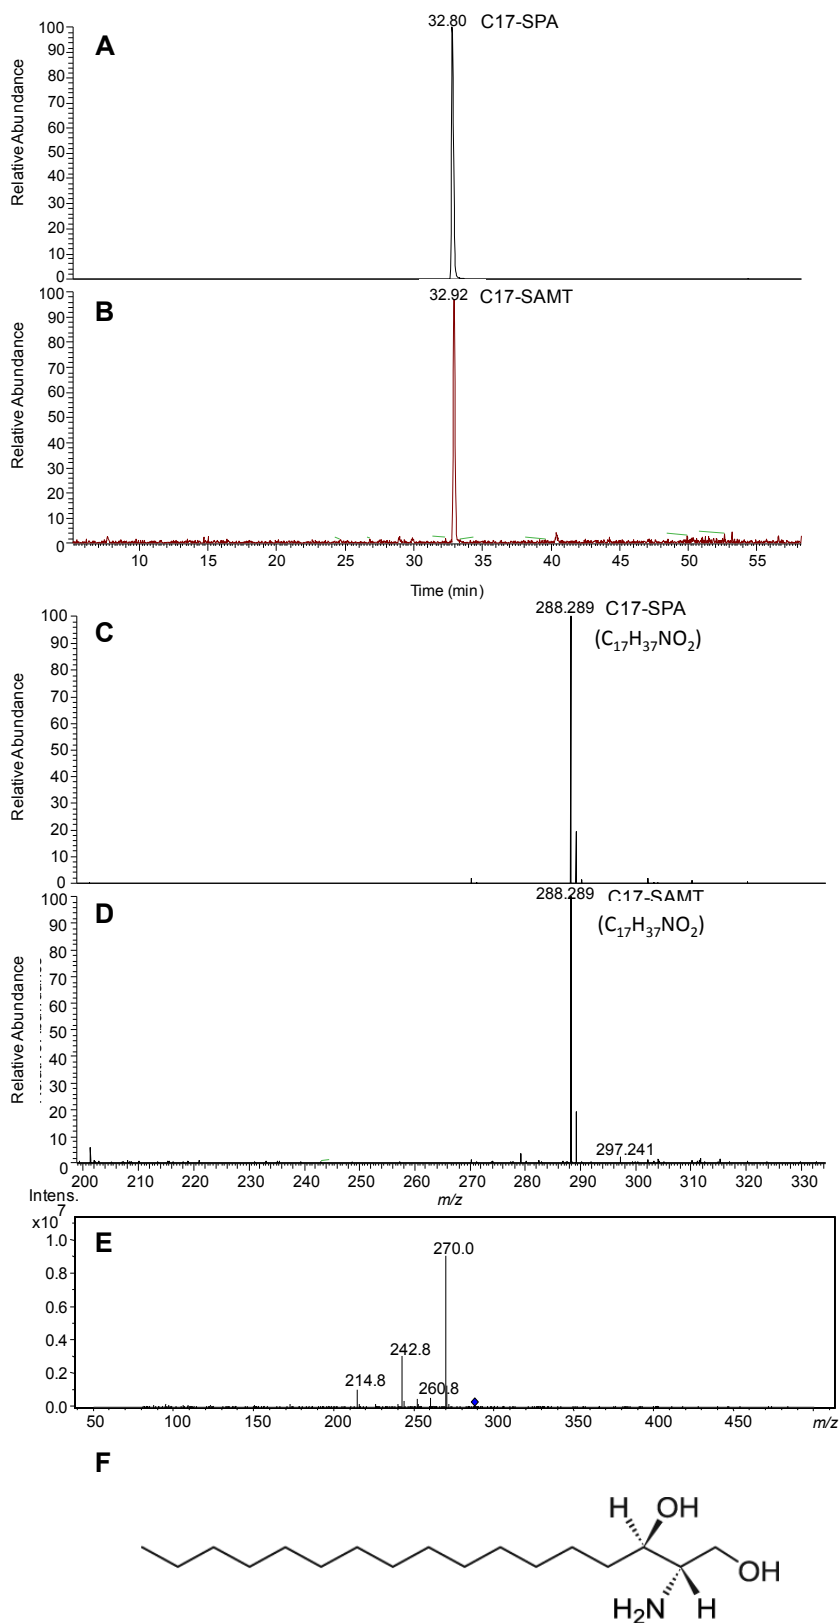 A
32.80 C17-SPA
Relative Abundance
100
90
80
70
60
50
40
30
20
10
0
B
32.92 C17-SAMT
Relative Abundance
100
90
80
70
60
50
40
30
20
10
0
10 15 20 25 30 35 40 45 50 55
Time (min)
C
288.289 C17-SPA
(C17H37NO2)
Relative Abundance
100
90
80
70
60
50
40
30
20
10
0
D
288.289 C17-SAMT
(C17H37NO2)
Relative Abundance
100
90
80
70
60
50
40
30
20
10
0
297.241
200 210 220 230 240 250 260 270 280 290 300 310 320 330
m/z
Intens.
x10^7
E
1.0
0.8
0.6
0.4
0.2
0.0
270.0
242.8
214.8
260.8
50 100 150 200 250 300 350 400 450 m/z
F
H OH
OH
H2N H